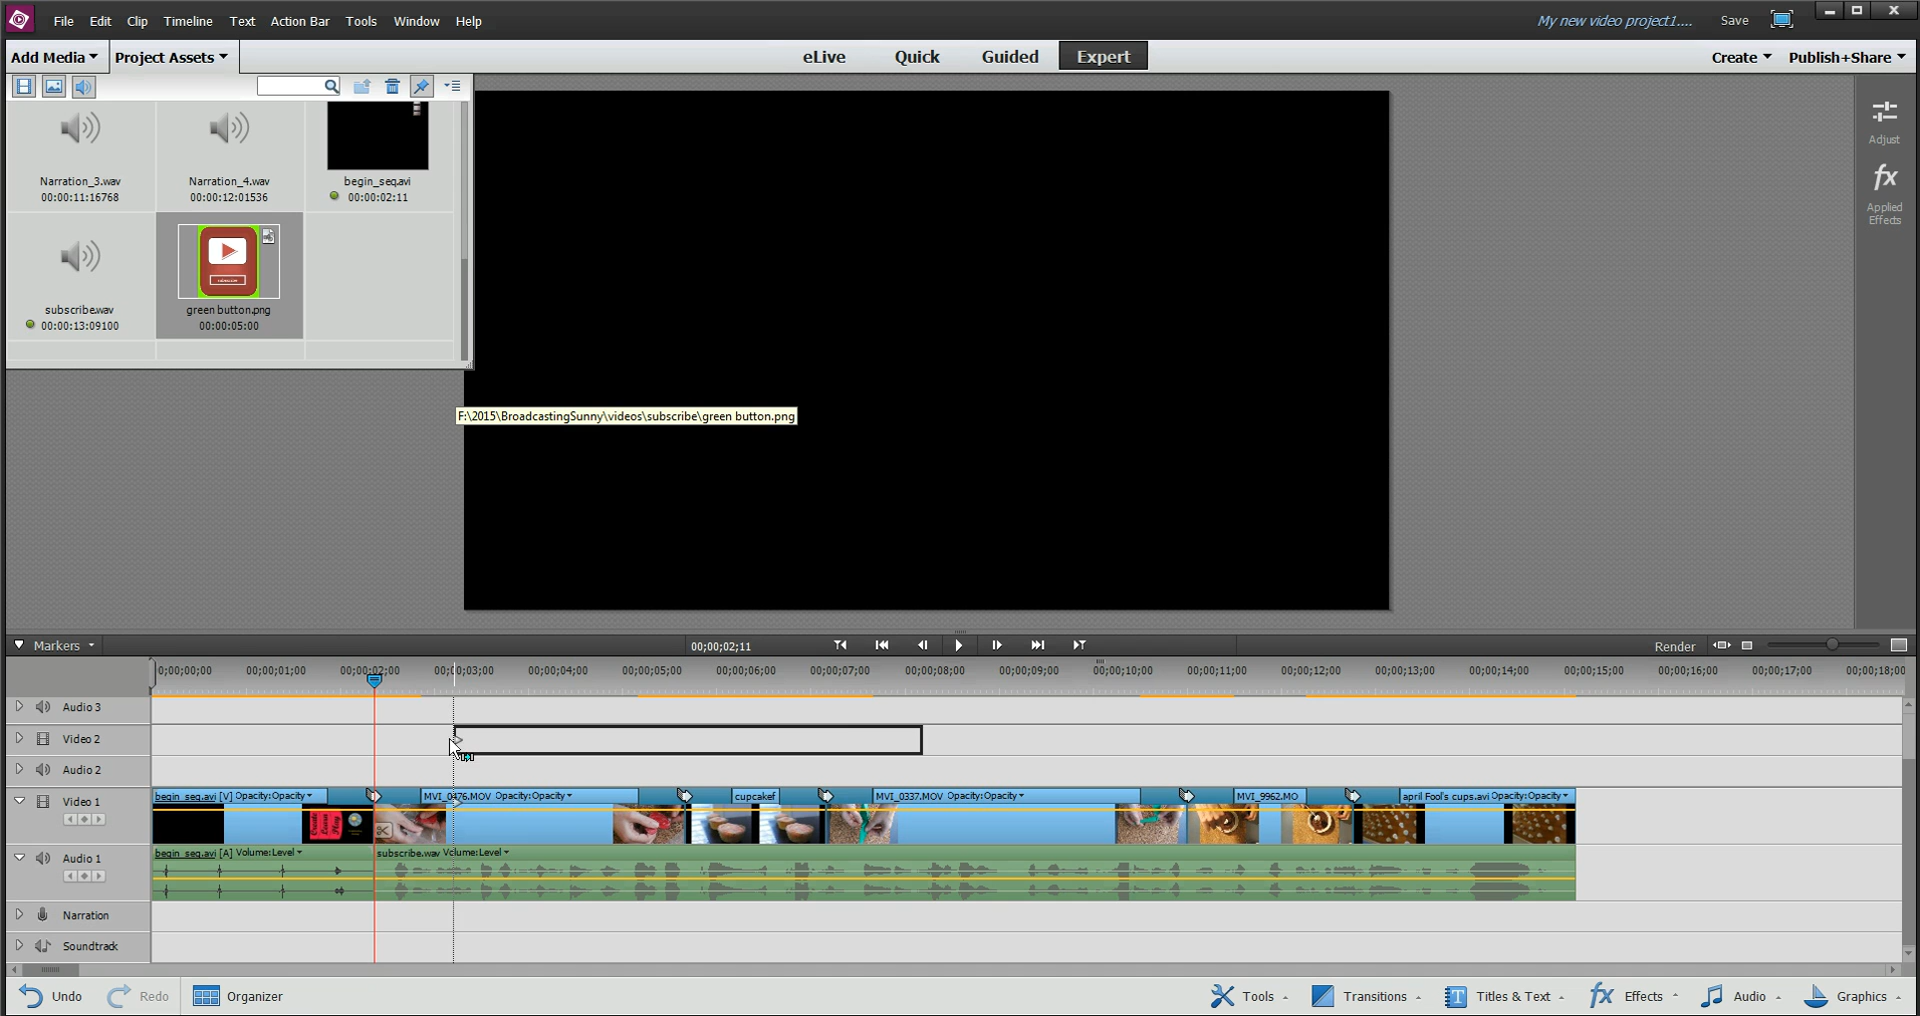 File Edit Clip Timeline Text Action Bar Tools Window Help
My new video project1.... Save
Add Media Project Assets
eLive Quick Guided Expert
Create Publish+Share
Narration_3.wav Narration_4.wav begin_seq.avi
00:00:11:16768 00:00:12:01536 00:00:02:11
subscribe.wav green button.png
00:00:13:09100 00:00:05:00
Adjust
fx
Applied
Effects
F:\2015\BroadcastingSunny\videos\subscribe\green button.png
Markers 00;00;02;11 Render
0;00;00;00 00;00;01;00 00;00;02;00 00;00;03;00 00;00;04;00 00;00;05;00 00;00;06;00 00;00;07;00 00;00;08;00 00;00;09;00 00;00;10;00 00;00;11;00 00;00;12;00 00;00;13;00 00;00;14;00 00;00;15;00 00;00;16;00 00;00;17;00 00;00;18;00
Audio 3
Video 2
Audio 2
Video 1
begin_seq.avi [V] Opacity:Opacity MVI_0476.MOV Opacity:Opacity cupcakef MVI_0337.MOV Opacity:Opacity MVI_9962.MO april Fool's cups.avi Opacity:Opacity
Audio 1
begin_seq.avi [A] Volume:Level subscribe.wav Volume:Level
Narration
Soundtrack
Undo Redo Organizer
Tools Transitions T Titles & Text fx Effects Audio Graphics